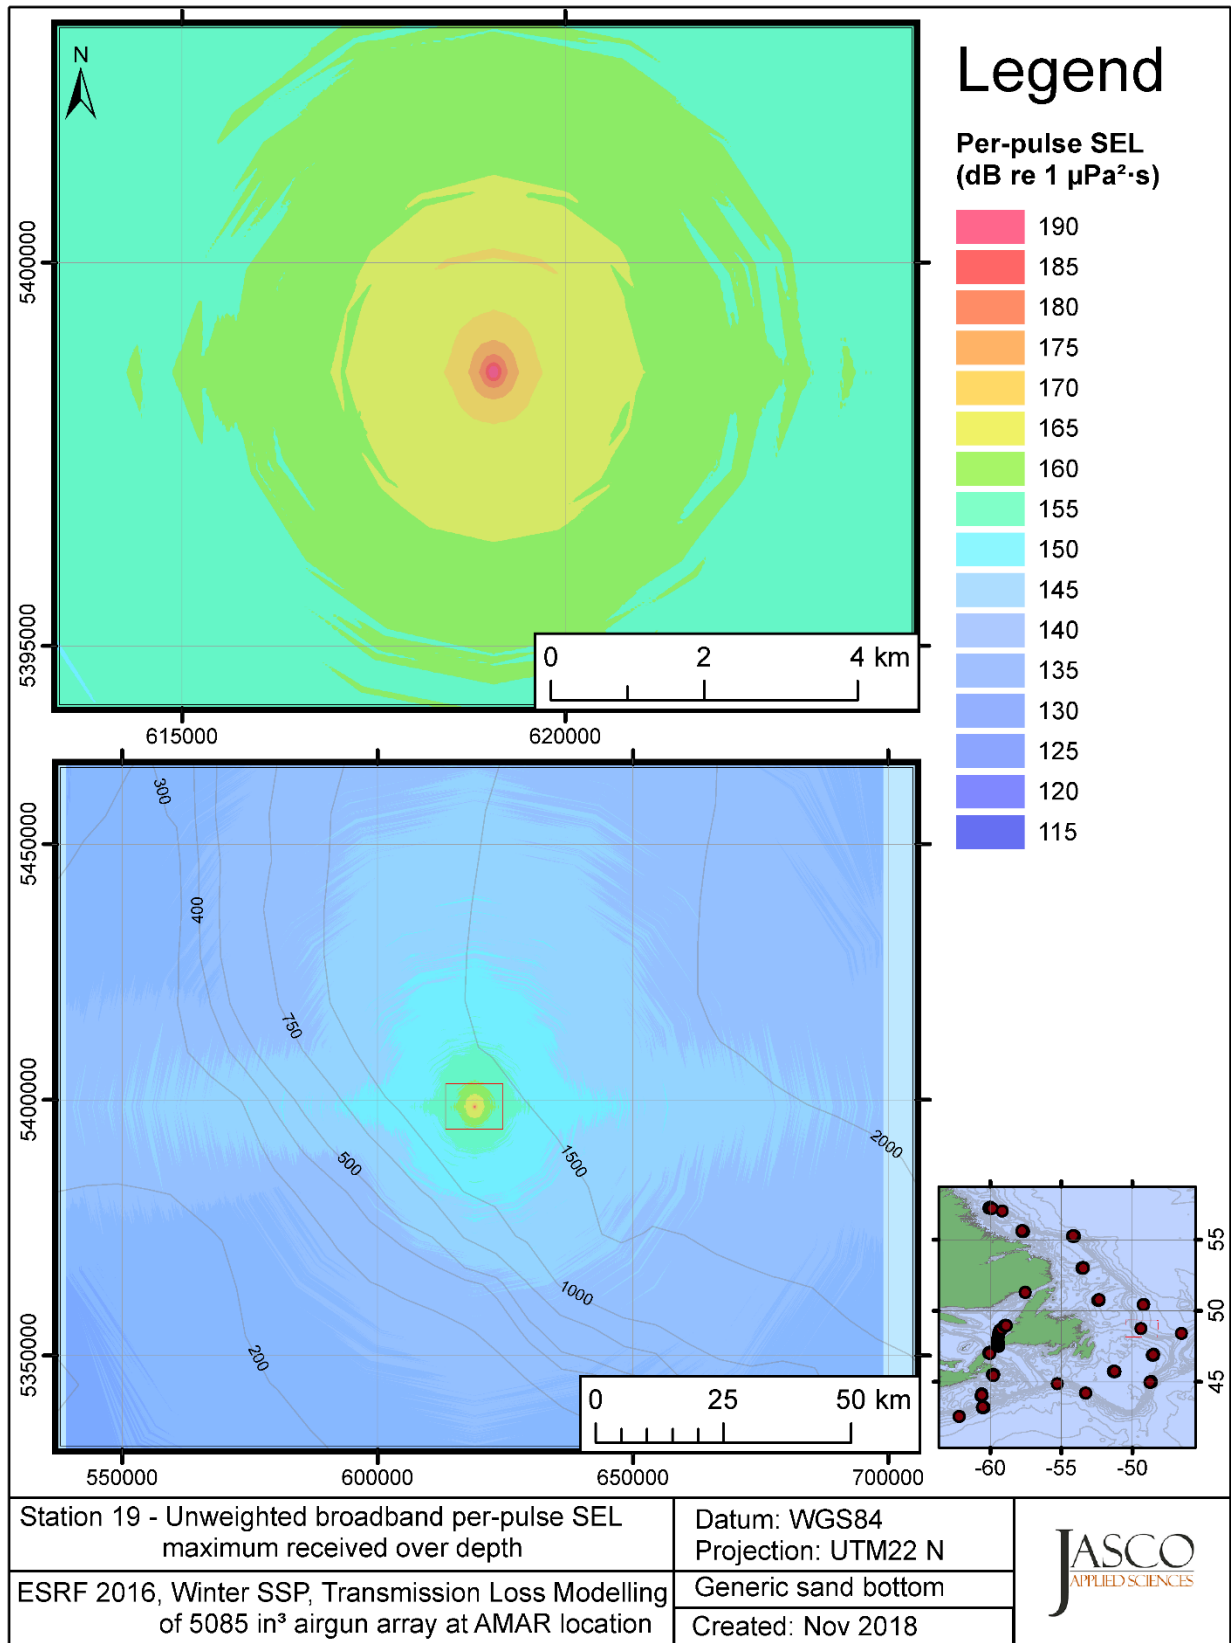 N
5400000
5395000
615000
620000
0
2
4 km
Legend
Per-pulse SEL
(dB re 1 µPa²·s)
190
185
180
175
170
165
160
155
150
145
140
135
130
125
120
115
300
400
750
500
1500
1000
2000
200
5450000
5400000
5350000
550000
600000
650000
700000
0
25
50 km
55
50
45
-60
-55
-50
Station 19 - Unweighted broadband per-pulse SEL
maximum received over depth
ESRF 2016, Winter SSP, Transmission Loss Modelling
of 5085 in³ airgun array at AMAR location
Datum: WGS84
Projection: UTM22 N
Generic sand bottom
Created: Nov 2018
JASCO
APPLIED SCIENCES